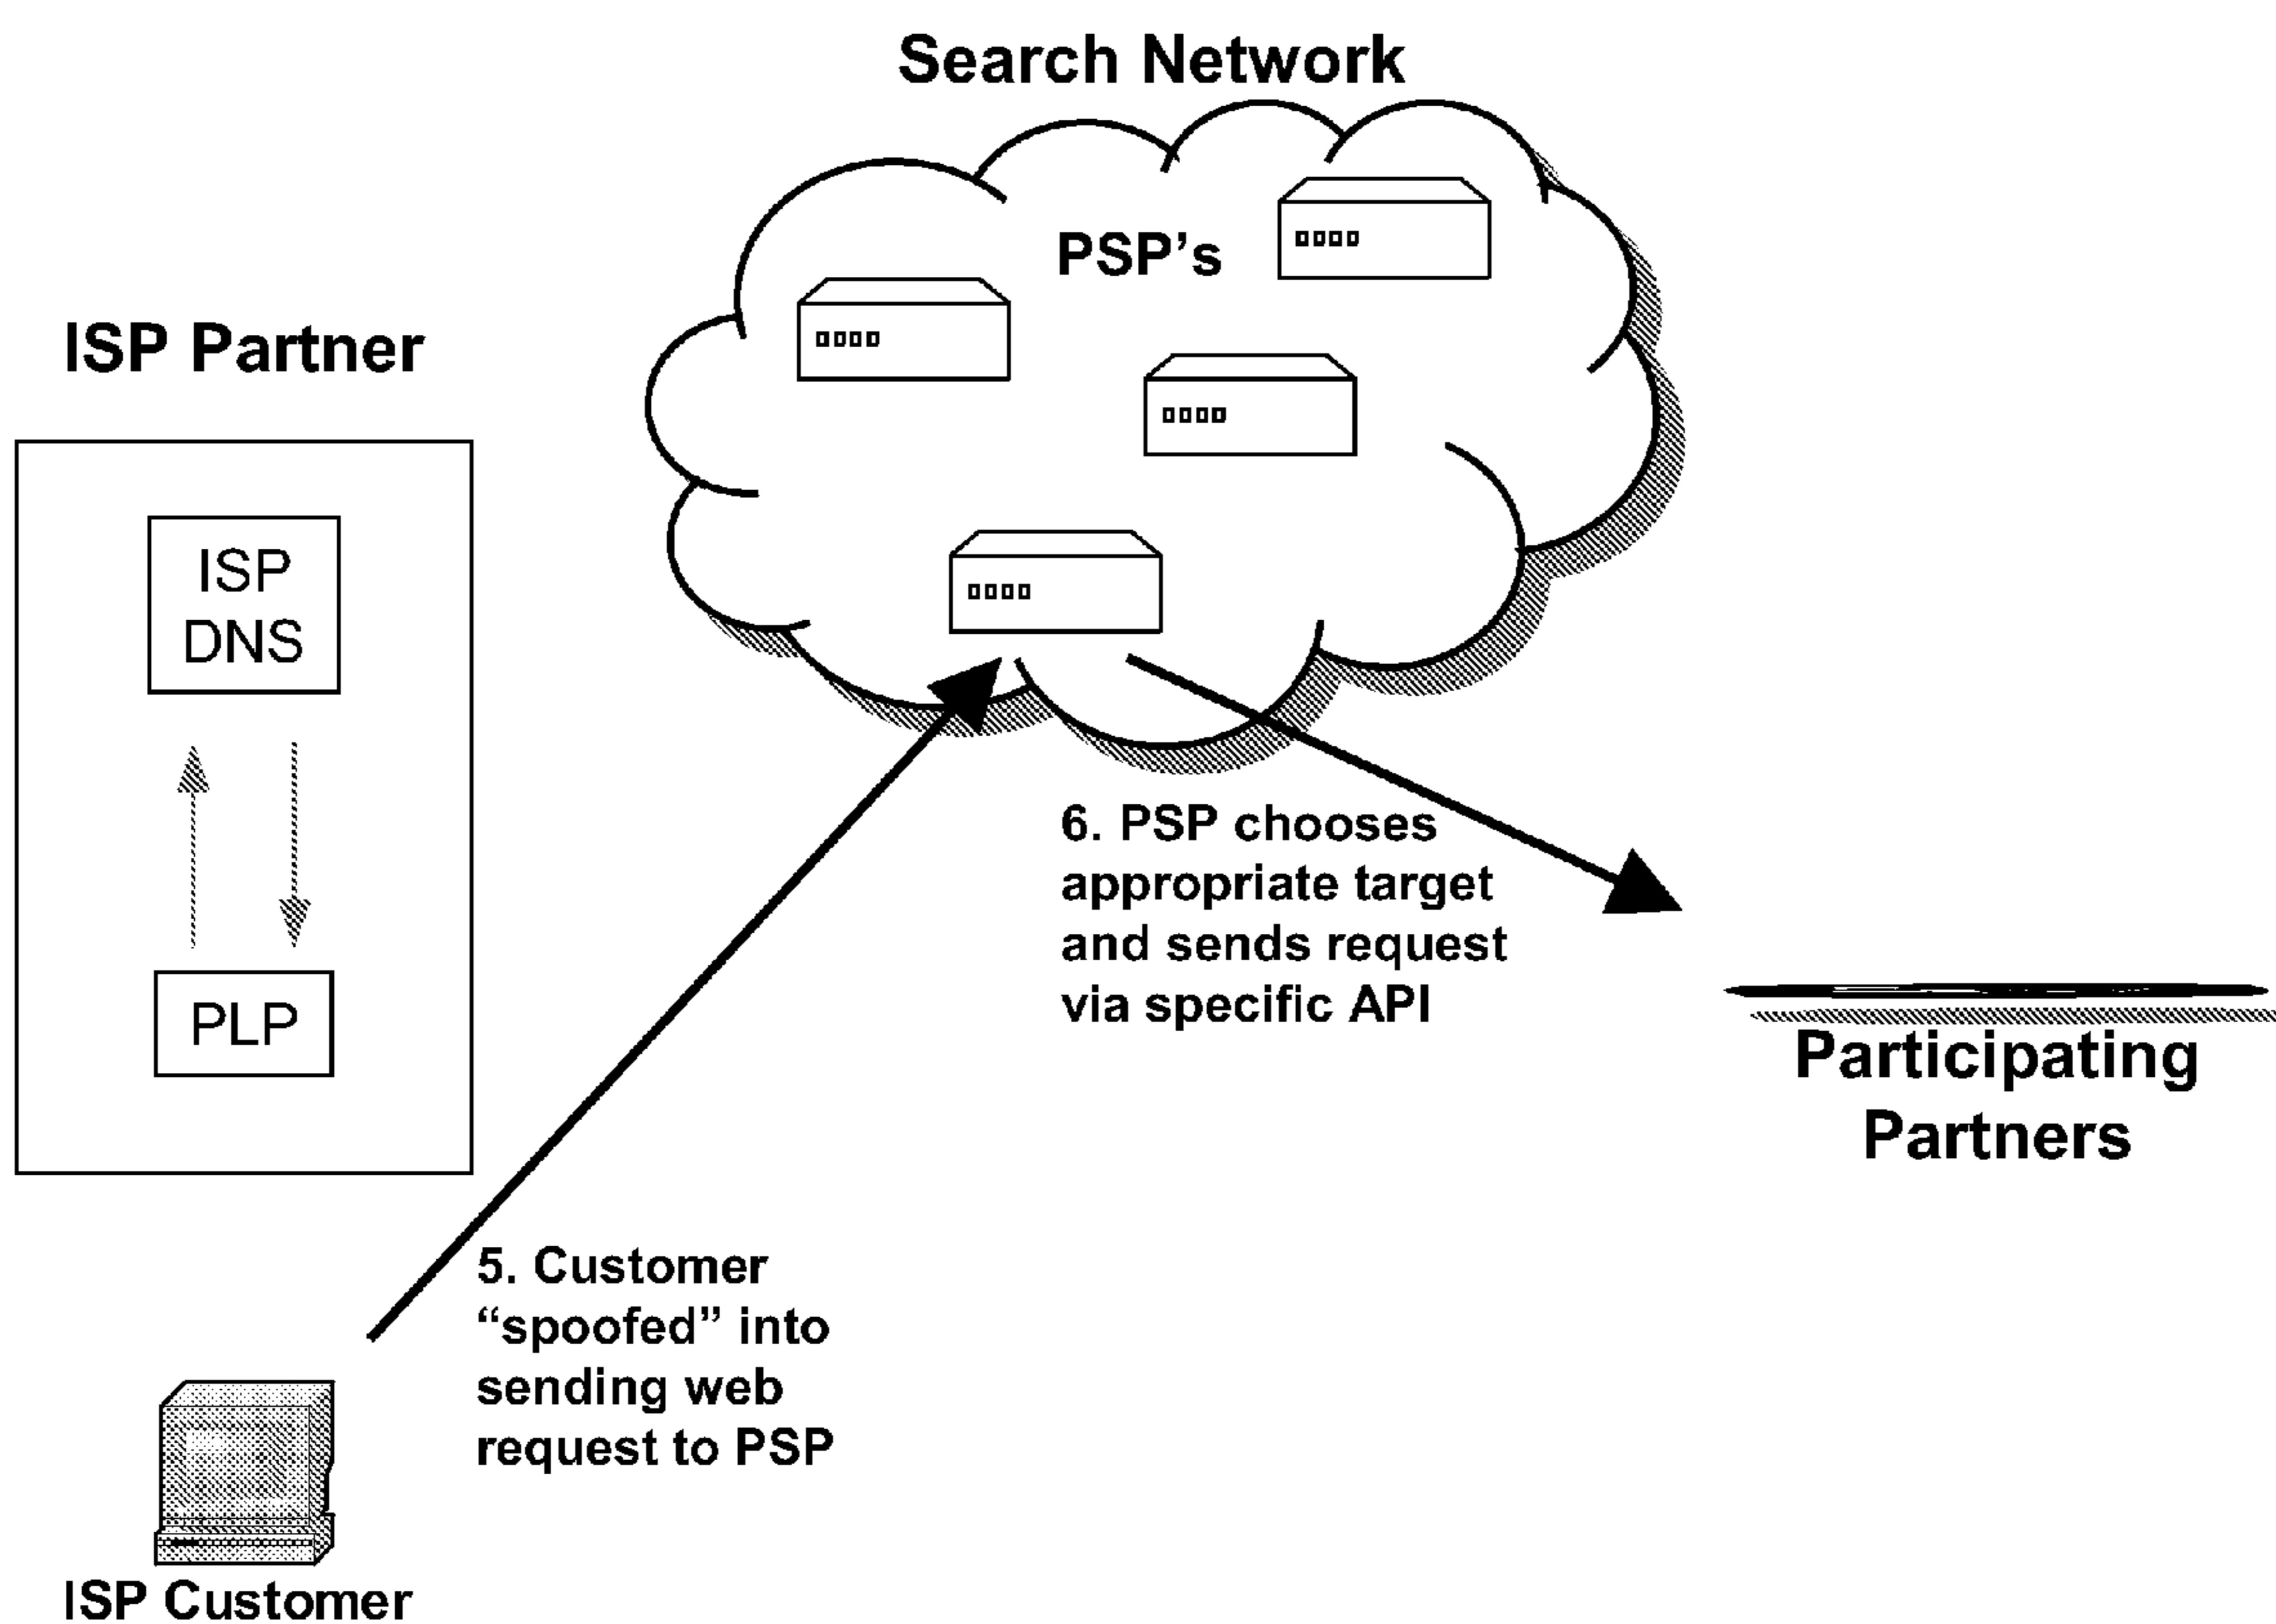 Search Network
PSP's
ISP Partner
ISP
DNS
PLP
6. PSP chooses
appropriate target
and sends request
via specific API
Participating
Partners
5. Customer
“spoofed” into
sending web
request to PSP
ISP Customer